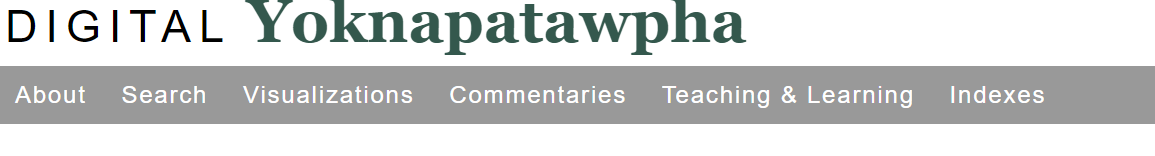 DIGITAL Yoknapatawpha
About Search Visualizations Commentaries Teaching & Learning Indexes